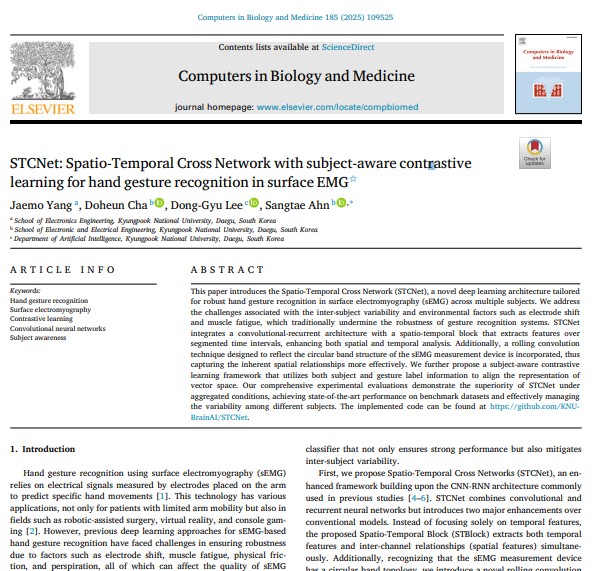 Computers in Biology and Medicine 185 (2025) 109525
Contents lists available at ScienceDirect
Computers in Biology and Medicine
journal homepage: www.elsevier.com/locate/compbiomed
ELSEVIER
Computers in Biology
and Medicine
Check for
updates
STCNet: Spatio-Temporal Cross Network with subject-aware contrastive
learning for hand gesture recognition in surface EMG☆
Jaemo Yang a, Doheun Cha b, Dong-Gyu Lee c, Sangtae Ahn b,*
a School of Electronics Engineering, Kyungpook National University, Daegu, South Korea
b School of Electronic and Electrical Engineering, Kyungpook National University, Daegu, South Korea
c Department of Artificial Intelligence, Kyungpook National University, Daegu, South Korea
ARTICLE INFO
Keywords:
Hand gesture recognition
Surface electromyography
Contrastive learning
Convolutional neural networks
Subject awareness
ABSTRACT
This paper introduces the Spatio-Temporal Cross Network (STCNet), a novel deep learning architecture tailored
for robust hand gesture recognition in surface electromyography (sEMG) across multiple subjects. We address
the challenges associated with the inter-subject variability and environmental factors such as electrode shift
and muscle fatigue, which traditionally undermine the robustness of gesture recognition systems. STCNet
integrates a convolutional-recurrent architecture with a spatio-temporal block that extracts features over
segmented time intervals, enhancing both spatial and temporal analysis. Additionally, a rolling convolution
technique designed to reflect the circular band structure of the sEMG measurement device is incorporated, thus
capturing the inherent spatial relationships more effectively. We further propose a subject-aware contrastive
learning framework that utilizes both subject and gesture label information to align the representation of
vector space. Our comprehensive experimental evaluations demonstrate the superiority of STCNet under
aggregated conditions, achieving state-of-the-art performance on benchmark datasets and effectively managing
the variability among different subjects. The implemented code can be found at https://github.com/KNU-
BrainAI/STCNet.
1. Introduction
Hand gesture recognition using surface electromyography (sEMG)
relies on electrical signals measured by electrodes placed on the arm
to predict specific hand movements [1]. This technology has various
applications, not only for patients with limited arm mobility but also in
fields such as robotic-assisted surgery, virtual reality, and console gam-
ing [2]. However, previous deep learning approaches for sEMG-based
hand gesture recognition have faced challenges in ensuring robustness
due to factors such as electrode shift, muscle fatigue, physical fric-
tion, and perspiration, all of which can affect the quality of sEMG
classifier that not only ensures strong performance but also mitigates
inter-subject variability.
First, we propose Spatio-Temporal Cross Networks (STCNet), an en-
hanced framework building upon the CNN-RNN architecture commonly
used in previous studies [4–6]. STCNet combines convolutional and
recurrent neural networks but introduces two major enhancements over
conventional models. Instead of focusing solely on temporal features,
the proposed Spatio-Temporal Block (STBlock) extracts both temporal
features and inter-channel relationships (spatial features) simultane-
ously. Additionally, recognizing that the sEMG measurement device
has a circular band topology, we introduce a novel rolling convolution